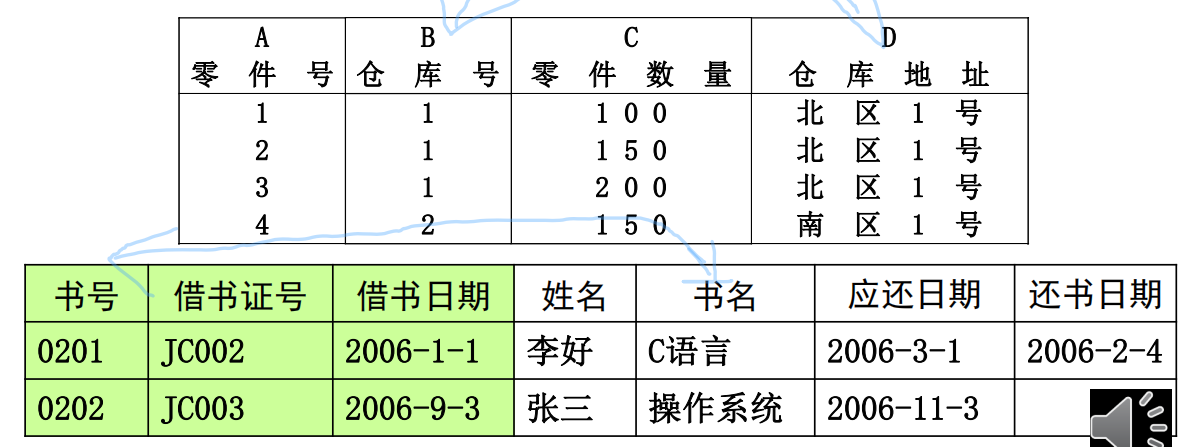 A B C D
零件号 仓库号 零件数量 仓库地址
1 1 100 北区1号
2 1 150 北区1号
3 1 200 北区1号
4 2 150 南区1号
书号 借书证号 借书日期 姓名 书名 应还日期 还书日期
0201 JC002 2006-1-1 李好 C语言 2006-3-1 2006-2-4
0202 JC003 2006-9-3 张三 操作系统 2006-11-3